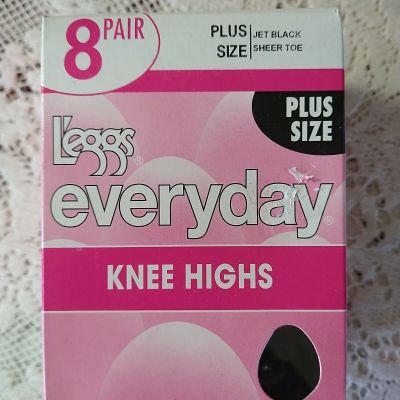 8 PAIR
PLUS SIZE
JET BLACK
SHEER TOE
PLUS
SIZE
L'eggs®
everyday®
KNEE HIGHS